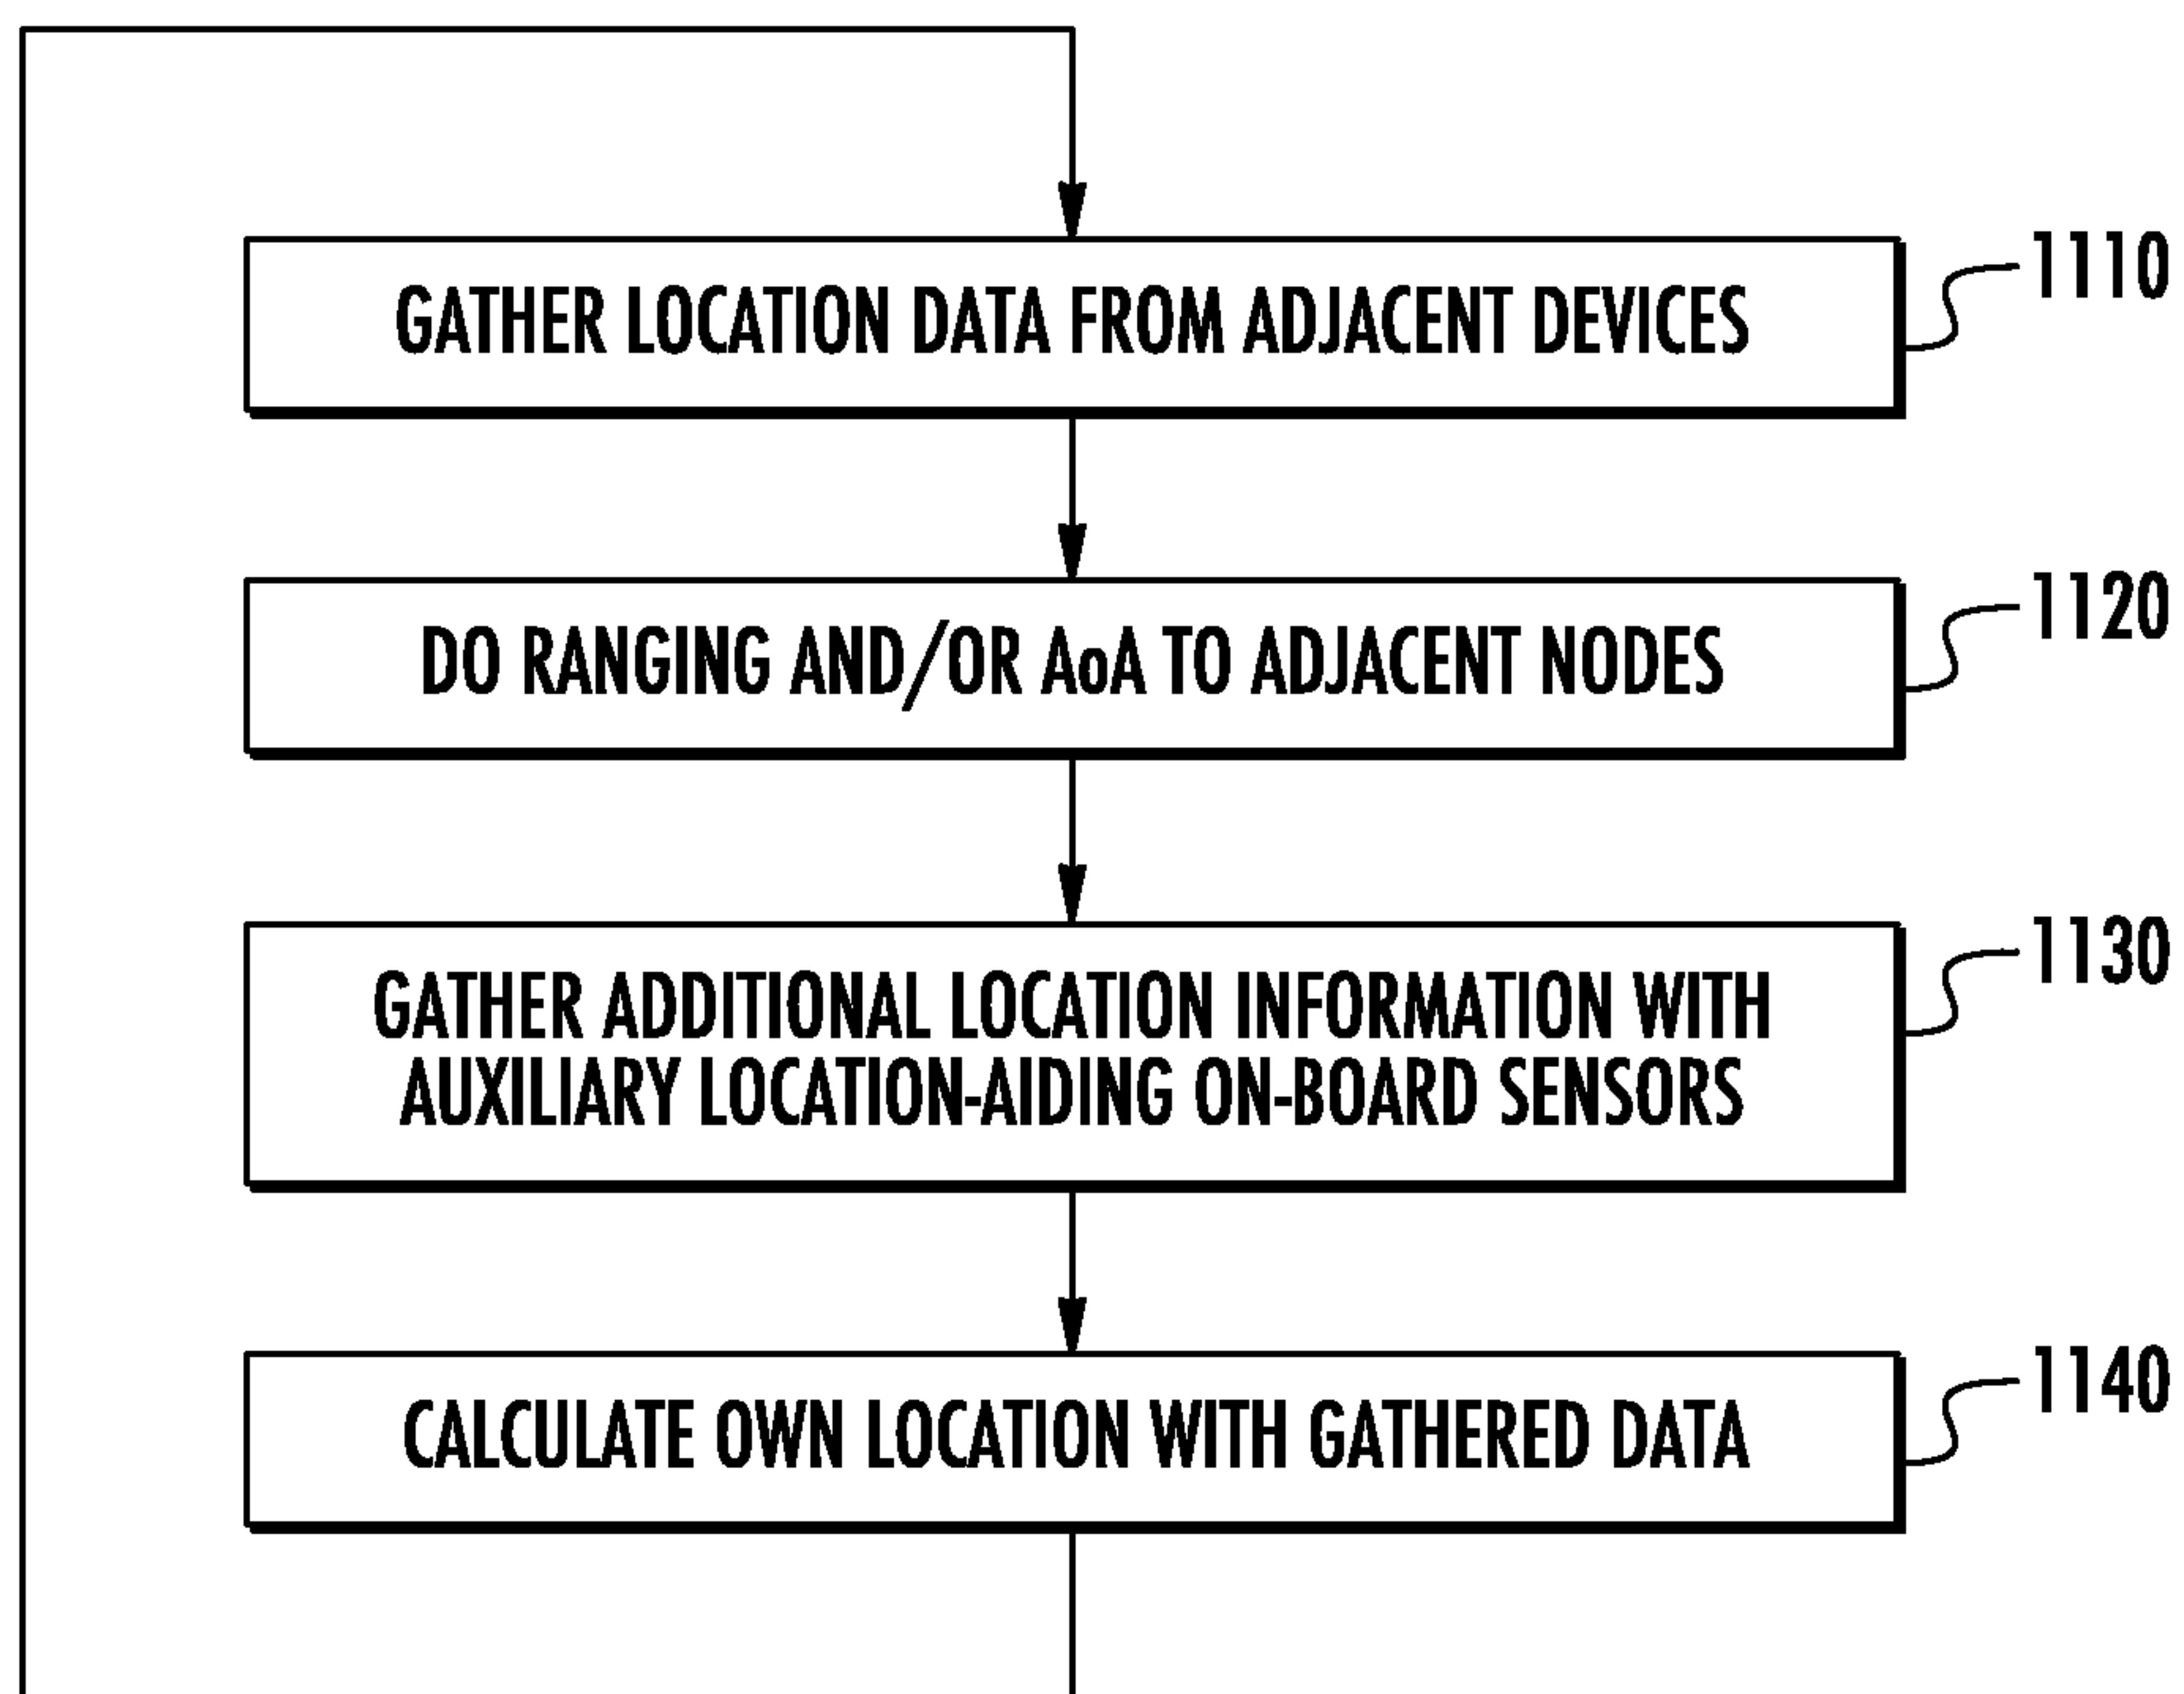 GATHER LOCATION DATA FROM ADJACENT DEVICES
1110
DO RANGING AND/OR AoA TO ADJACENT NODES
1120
GATHER ADDITIONAL LOCATION INFORMATION WITH
AUXILIARY LOCATION-AIDING ON-BOARD SENSORS
1130
CALCULATE OWN LOCATION WITH GATHERED DATA
1140